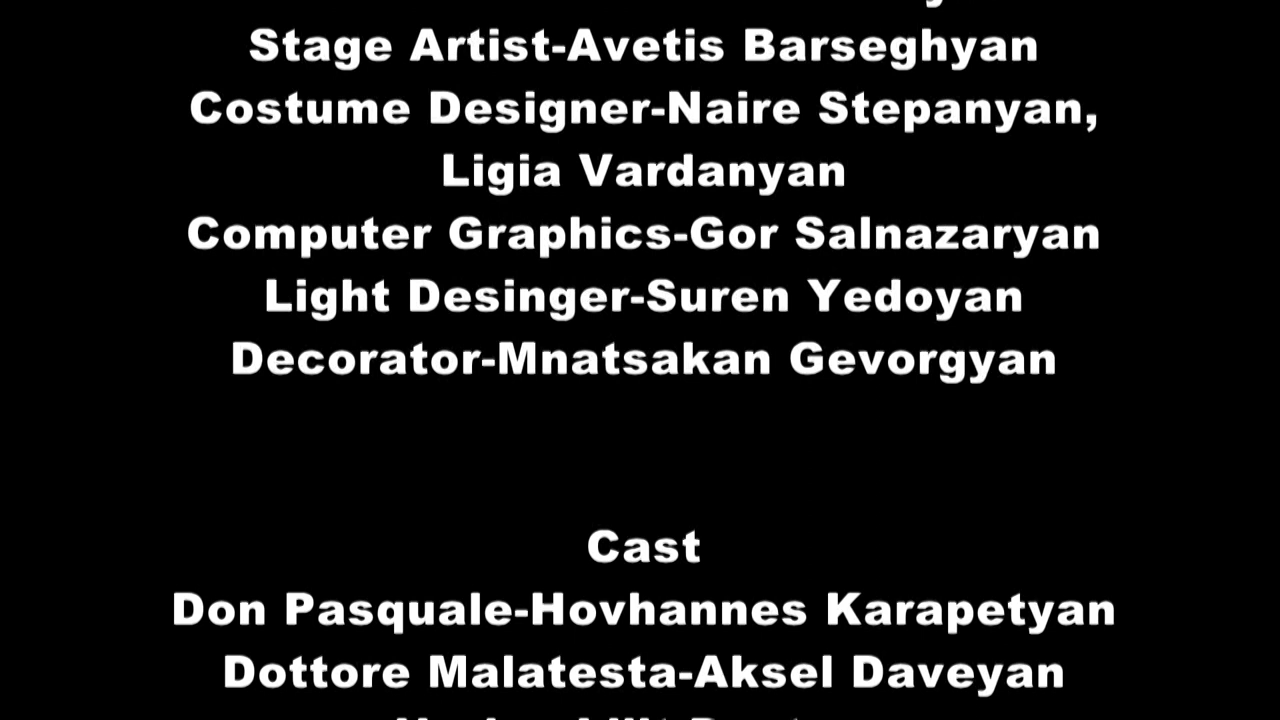 Stage Artist-Avetis Barseghyan
Costume Designer-Naire Stepanyan,
Ligia Vardanyan
Computer Graphics-Gor Salnazaryan
Light Desinger-Suren Yedoyan
Decorator-Mnatsakan Gevorgyan
Cast
Don Pasquale-Hovhannes Karapetyan
Dottore Malatesta-Aksel Daveyan